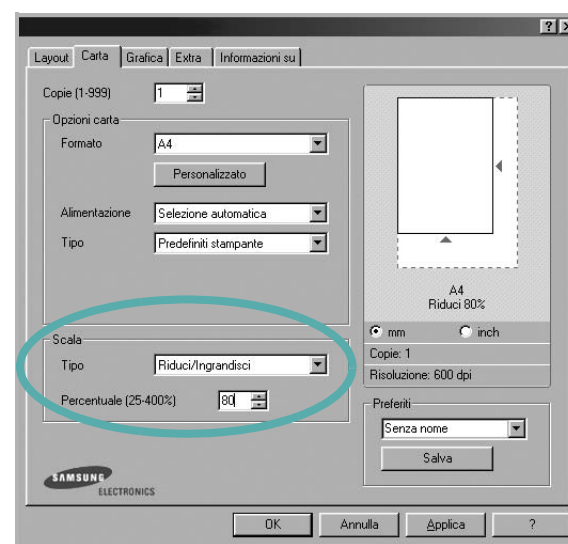 ? X
Layout Carta Grafica Extra Informazioni su
Copie (1-999) 1
Opzioni carta
Formato A4
Personalizzato
Alimentazione Selezione automatica
Tipo Predefiniti stampante
A4
Riduci 80%
mm inch
Copie: 1
Risoluzione: 600 dpi
Scala
Tipo Riduci/Ingrandisci
Percentuale (25-400%) 80
Preferiti
Senza nome
Salva
SAMSUNG
ELECTRONICS
OK Annulla Applica ?